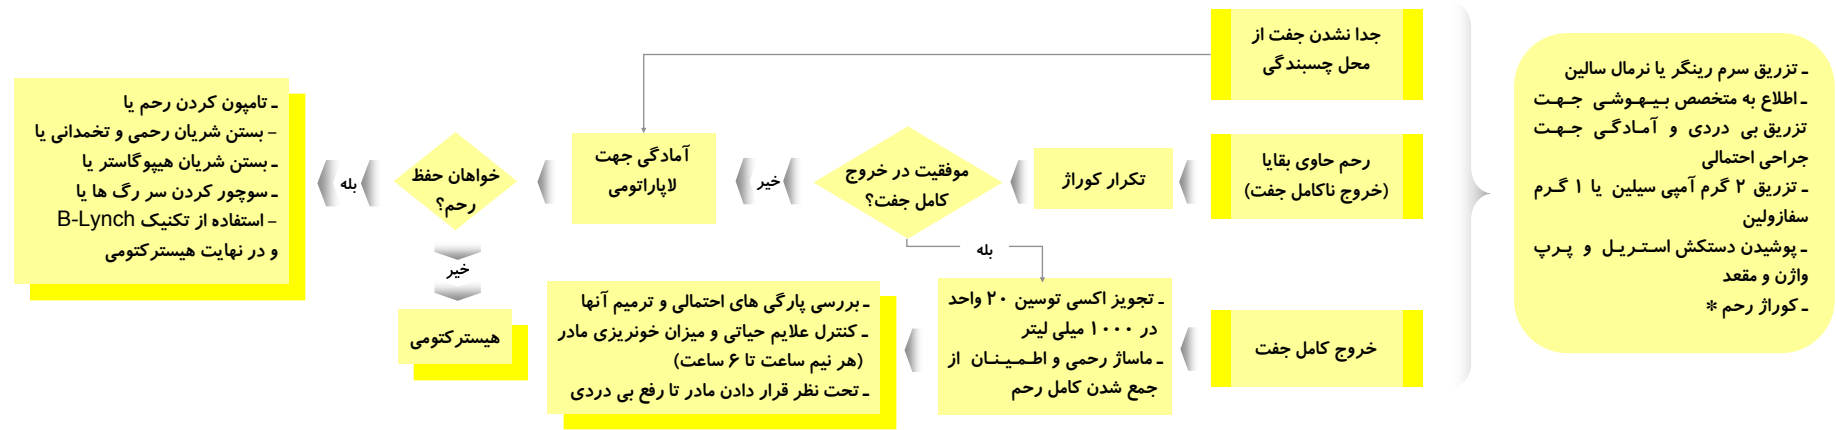 ـ تزریق سرم رینگر یا نرمال سالین
ـ اطلاع به متخصص بیهوشی جهت
تزریق بی دردی و آمادگی جهت
جراحی احتمالی
ـ تزریق ۲ گرم آمپی سیلین یا ۱ گرم
سفازولین
ـ پوشیدن دستکش استریل و پرپ
واژن و مقعد
ـ کوراژ رحم *
جدا نشدن جفت از
محل چسبندگی
رحم حاوی بقایا
(خروج ناکامل جفت)
خروج کامل جفت
تکرار کوراژ
موفقیت در خروج
کامل جفت؟
خیر
بله
آمادگی جهت
لاپاراتومی
خواهان حفظ
رحم؟
بله
خیر
هیسترکتومی
ـ تامپون کردن رحم یا
– بستن شریان رحمی و تخمدانی یا
ـ بستن شریان هیپوگاستر یا
ـ سوچور کردن سر رگ ها یا
– استفاده از تکنیک B-Lynch
و در نهایت هیسترکتومی
ـ تجویز اکسی توسین ۲۰ واحد
در ۱۰۰۰ میلی لیتر
ـ ماساژ رحمی و اطمینان از
جمع شدن کامل رحم
ـ بررسی پارگی های احتمالی و ترمیم آنها
ـ کنترل علایم حیاتی و میزان خونریزی مادر
(هر نیم ساعت تا ۶ ساعت)
ـ تحت نظر قرار دادن مادر تا رفع بی دردی